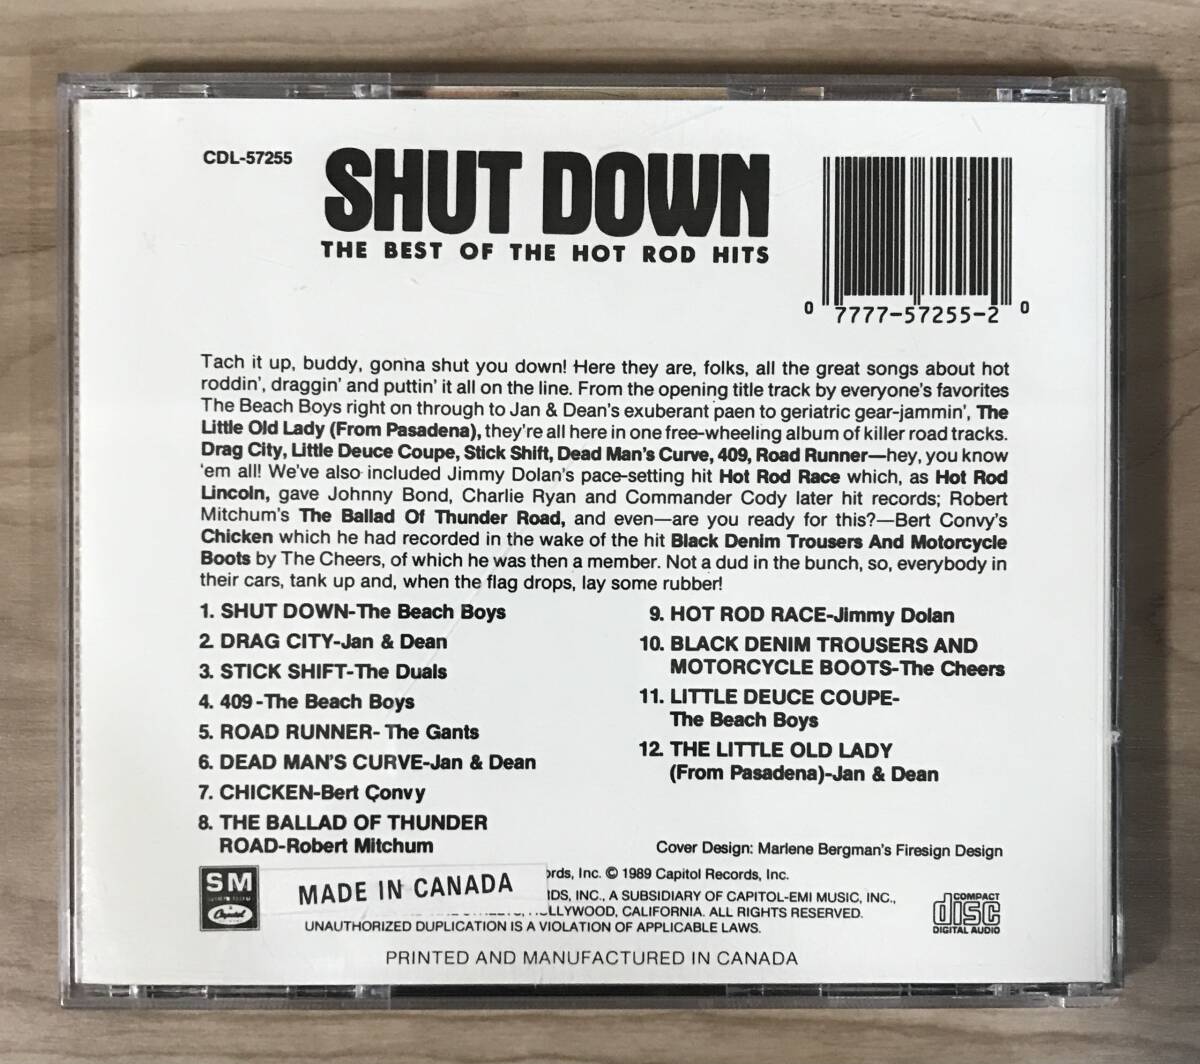 CDL-57255
SHUT DOWN
THE BEST OF THE HOT ROD HITS
0 7777-57255-2 0
Tach it up, buddy, gonna shut you down! Here they are, folks, all the great songs about hot
roddin', draggin' and puttin' it all on the line. From the opening title track by everyone's favorites
The Beach Boys right on through to Jan & Dean's exuberant paen to geriatric gear-jammin', The
Little Old Lady (From Pasadena), they're all here in one free-wheeling album of killer road tracks.
Drag City, Little Deuce Coupe, Stick Shift, Dead Man's Curve, 409, Road Runner—hey, you know
'em all! We've also included Jimmy Dolan's pace-setting hit Hot Rod Race which, as Hot Rod
Lincoln, gave Johnny Bond, Charlie Ryan and Commander Cody later hit records; Robert
Mitchum's The Ballad Of Thunder Road, and even—are you ready for this?—Bert Convy's
Chicken which he had recorded in the wake of the hit Black Denim Trousers And Motorcycle
Boots by The Cheers, of which he was then a member. Not a dud in the bunch, so, everybody in
their cars, tank up and, when the flag drops, lay some rubber!
1. SHUT DOWN-The Beach Boys
2. DRAG CITY-Jan & Dean
3. STICK SHIFT-The Duals
4. 409-The Beach Boys
5. ROAD RUNNER- The Gants
6. DEAD MAN'S CURVE-Jan & Dean
7. CHICKEN-Bert Convy
8. THE BALLAD OF THUNDER
ROAD-Robert Mitchum
9. HOT ROD RACE-Jimmy Dolan
10. BLACK DENIM TROUSERS AND
MOTORCYCLE BOOTS-The Cheers
11. LITTLE DEUCE COUPE-
The Beach Boys
12. THE LITTLE OLD LADY
(From Pasadena)-Jan & Dean
Cover Design: Marlene Bergman's Firesign Design
SM
Capitol
MADE IN CANADA
Inc. © 1989 Capitol Records, Inc.
INC., A SUBSIDIARY OF CAPITOL-EMI MUSIC, INC.,
CALIFORNIA. ALL RIGHTS RESERVED.
UNAUTHORIZED DUPLICATION IS A VIOLATION OF APPLICABLE LAWS.
COMPACT
disc
DIGITAL AUDIO
PRINTED AND MANUFACTURED IN CANADA